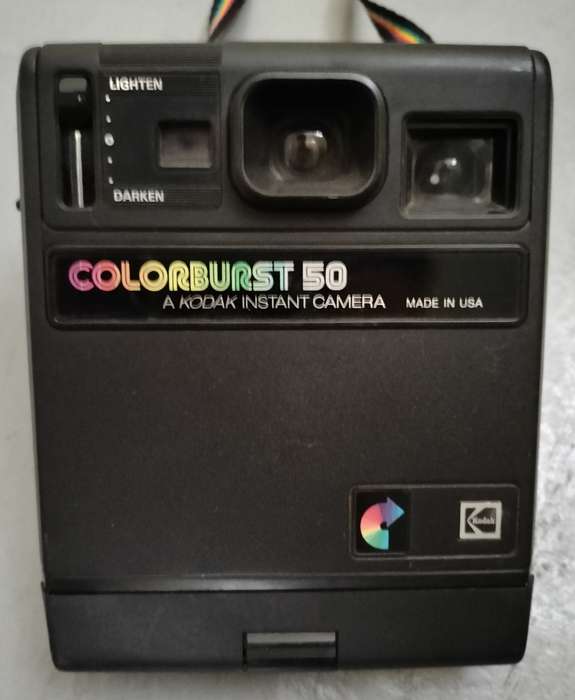 LIGHTEN
DARKEN
COLORBURST 50
A KODAK INSTANT CAMERA MADE IN USA
Kodak